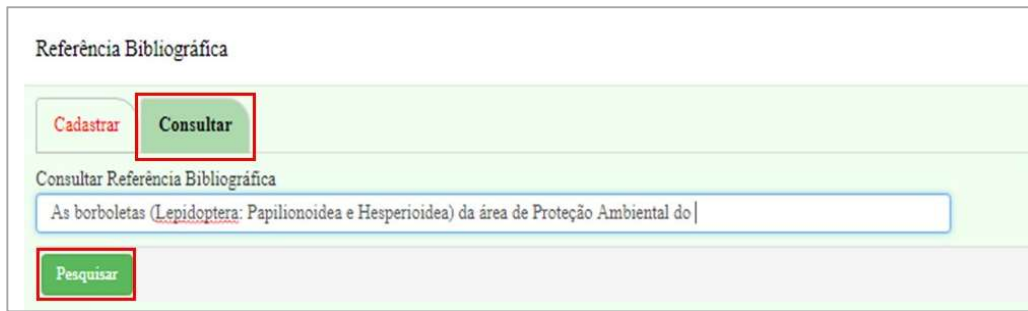 Referência Bibliográfica
Cadastrar Consultar
Consultar Referência Bibliográfica
As borboletas (Lepidoptera: Papilionoidea e Hesperioidea) da área de Proteção Ambiental do
Pesquisar